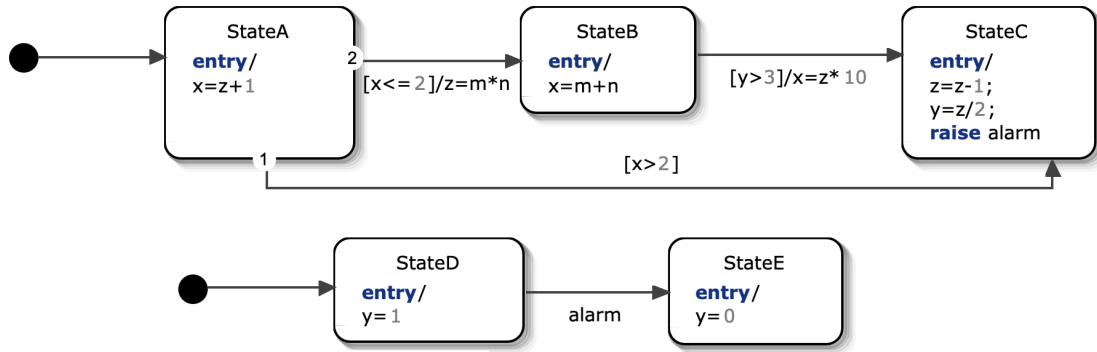 StateA
entry/
x=z+1
2
[x<=2]/z=m*n
1
StateB
entry/
x=m+n
[y>3]/x=z*10
StateC
entry/
z=z-1;
y=z/2;
raise alarm
[x>2]
StateD
entry/
y=1
alarm
StateE
entry/
y=0